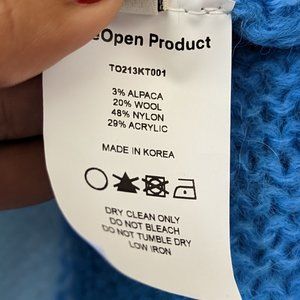 eOpen Product
TO213KT001
3% ALPACA
20% WOOL
48% NYLON
29% ACRYLIC
MADE IN KOREA
DRY CLEAN ONLY
DO NOT BLEACH
DO NOT TUMBLE DRY
LOW IRON